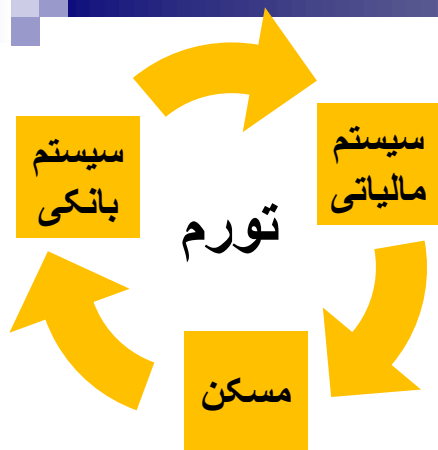 سیستم
مالیاتی
سیستم
بانکی
تورم
مسکن